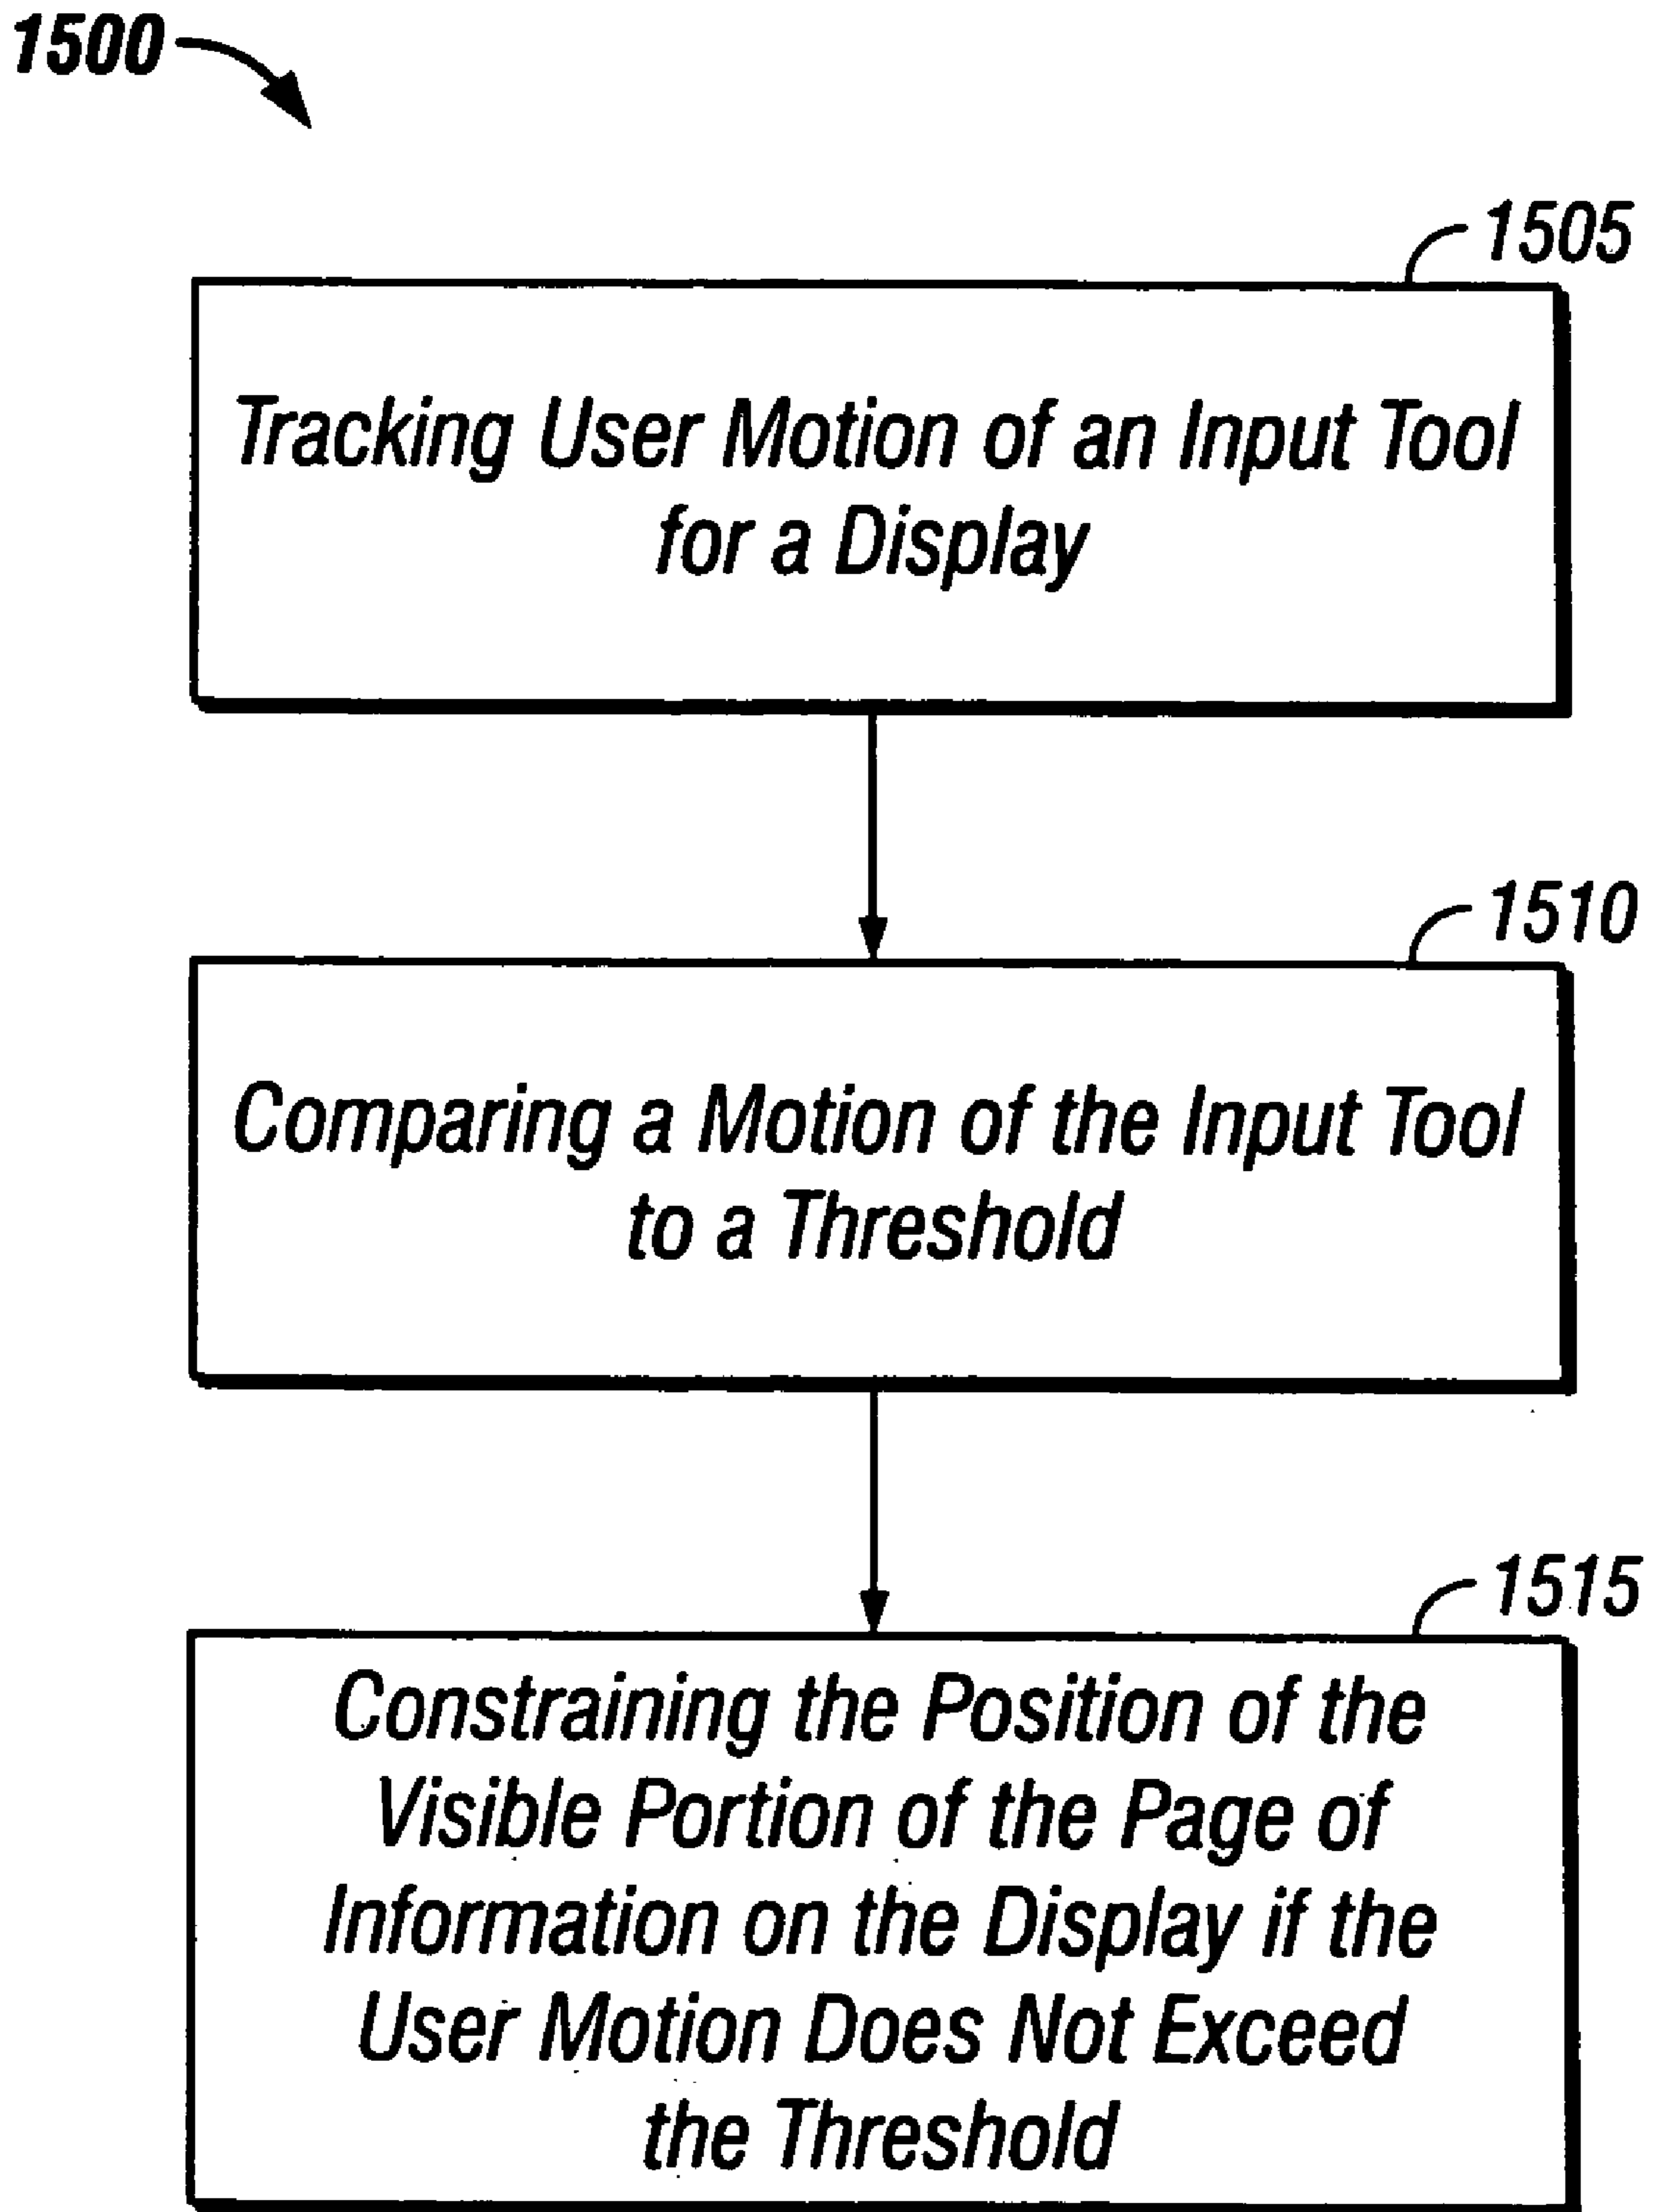 1500
1505
Tracking User Motion of an Input Tool
for a Display
1510
Comparing a Motion of the Input Tool
to a Threshold
1515
Constraining the Position of the
Visible Portion of the Page of
Information on the Display if the
User Motion Does Not Exceed
the Threshold